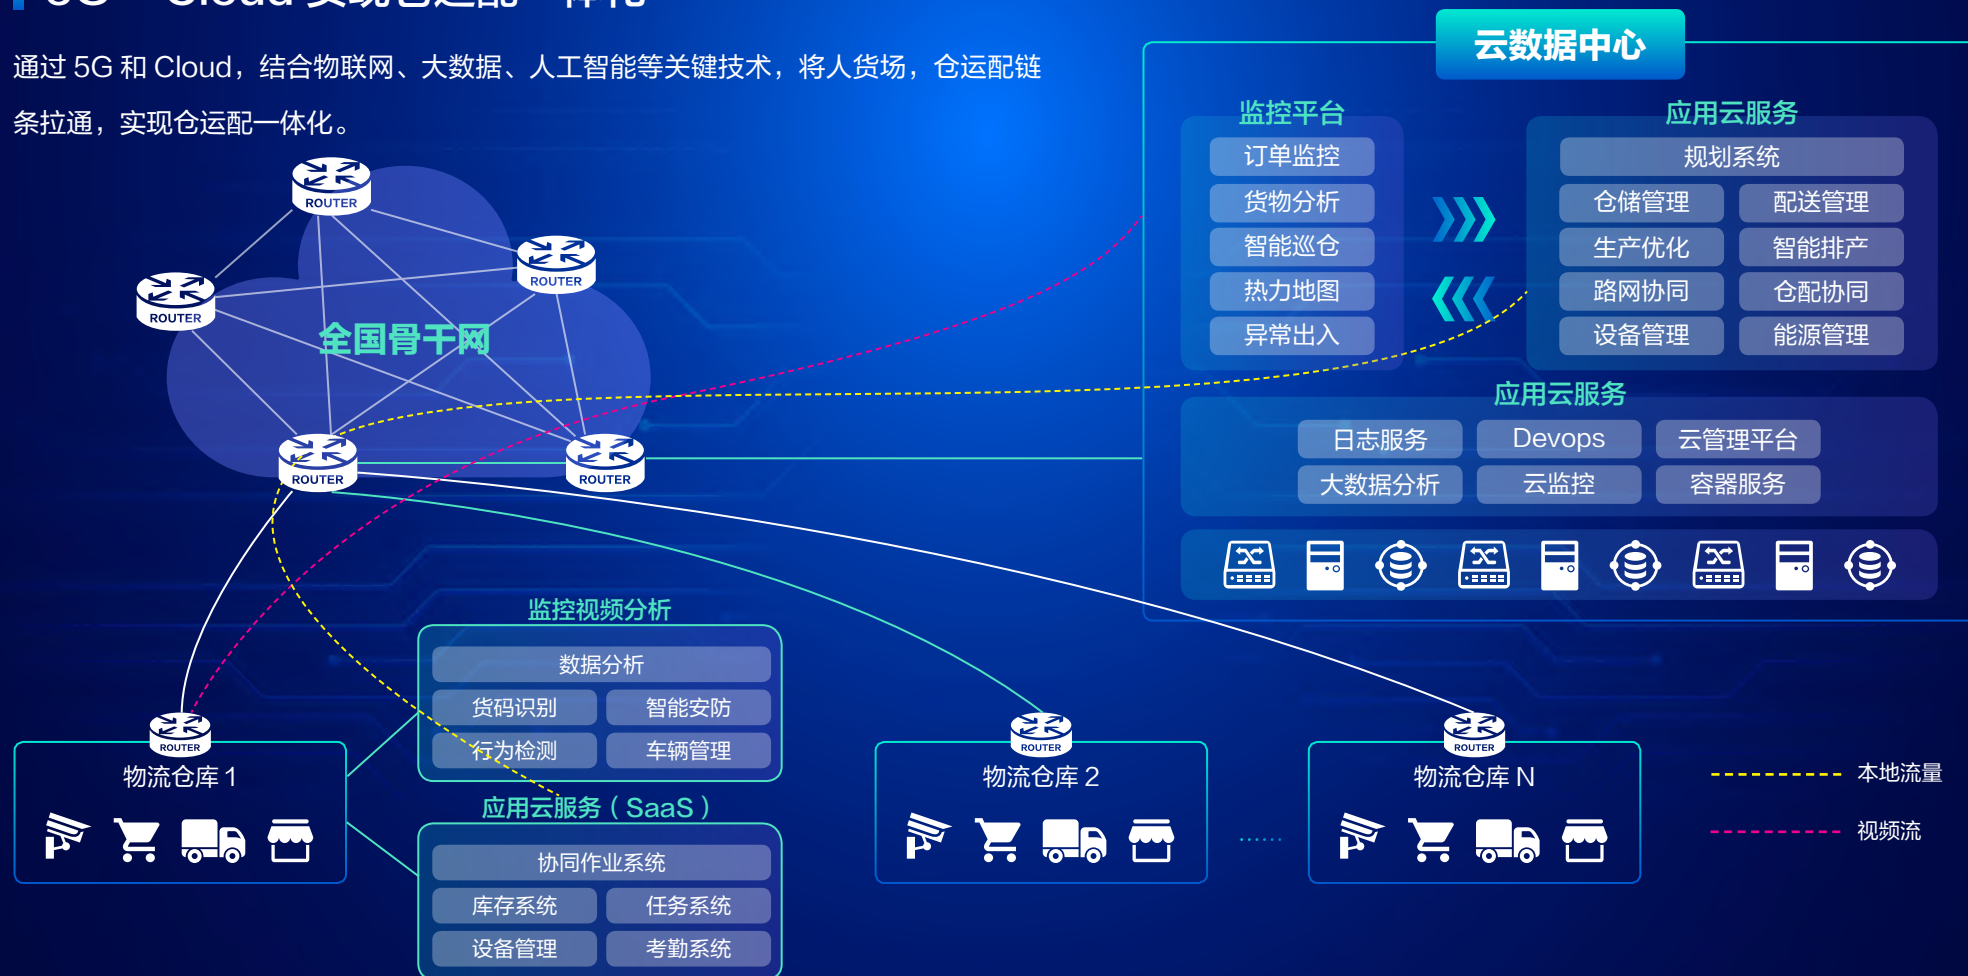 通过 5G 和 Cloud，结合物联网、大数据、人工智能等关键技术，将人货场，仓运配链
条拉通，实现仓运配一体化。
云数据中心
监控平台
订单监控
货物分析
智能巡仓
热力地图
异常出入
应用云服务
规划系统
仓储管理 配送管理
生产优化 智能排产
路网协同 仓配协同
设备管理 能源管理
应用云服务
日志服务 Devops 云管理平台
大数据分析 云监控 容器服务
ROUTER
ROUTER
ROUTER
全国骨干网
ROUTER
ROUTER
监控视频分析
数据分析
货码识别 智能安防
行为检测 车辆管理
应用云服务（SaaS）
协同作业系统
库存系统 任务系统
设备管理 考勤系统
ROUTER
物流仓库 1
ROUTER
物流仓库 2
......
ROUTER
物流仓库 N
本地流量
视频流